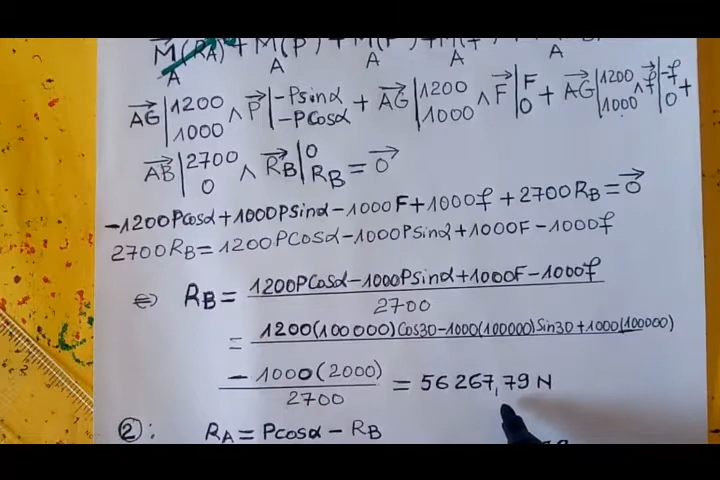 M(RA) + M(P) + M(F) +
A A A A A
AG|1200 1000 ∧ P|-Psinα -Pcosα + AG|1200 1000 ∧ F|F 0 + AG|1200 1000 ∧ f|-f 0 +
AB|2700 0 ∧ RB|0 RB = 0
-1200Pcosα+1000Psinα-1000F+1000f+2700RB=0
2700RB=1200PCosα-1000Psinα+1000F-1000f
⇔ RB= 1200PCosα-1000Psinα+1000F-1000f
2700
= 1200(100000)Cos30-1000(100000)Sin30+1000(100000)
-1000(2000)
2700 = 56267,79N
②: RA=Pcosα-RB